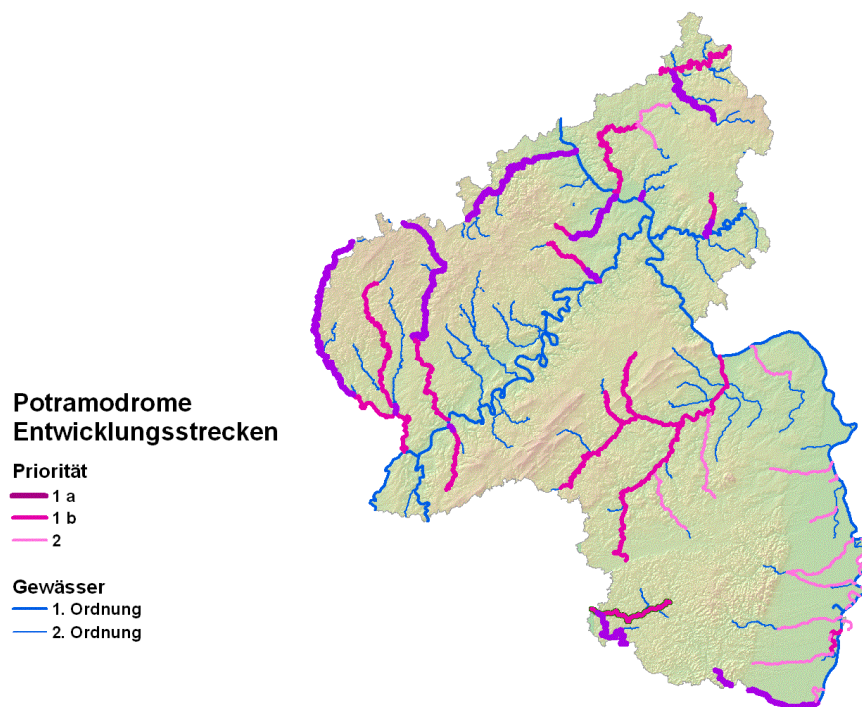 Potramodrome
Entwicklungsstrecken
Priorität
1 a
1 b
2
Gewässer
1. Ordnung
2. Ordnung